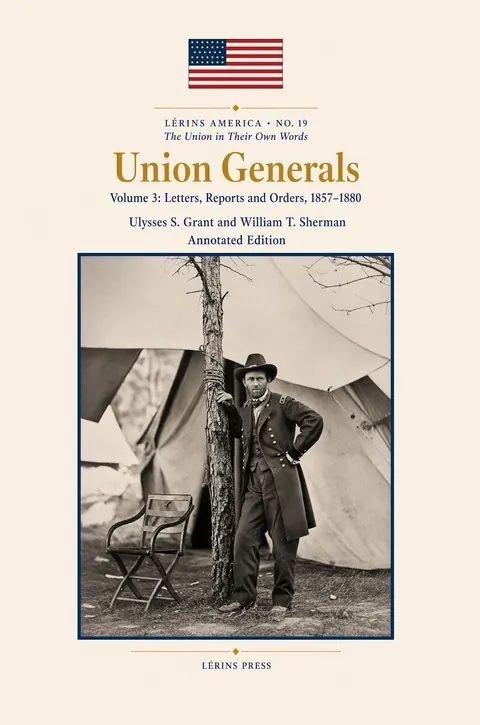 LÉRINS AMERICA • NO. 19
The Union in Their Own Words
Union Generals
Volume 3: Letters, Reports and Orders, 1857–1880
Ulysses S. Grant and William T. Sherman
Annotated Edition
LÉRINS PRESS